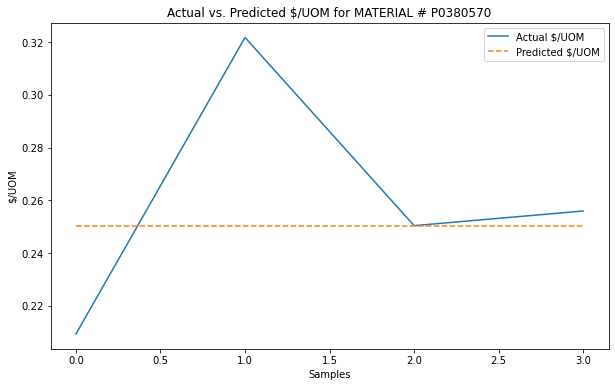 Actual vs. Predicted $/UOM for MATERIAL # P0380570
Actual $/UOM
Predicted $/UOM
$/UOM
0.32
0.30
0.28
0.26
0.24
0.22
0.0 0.5 1.0 1.5 2.0 2.5 3.0
Samples